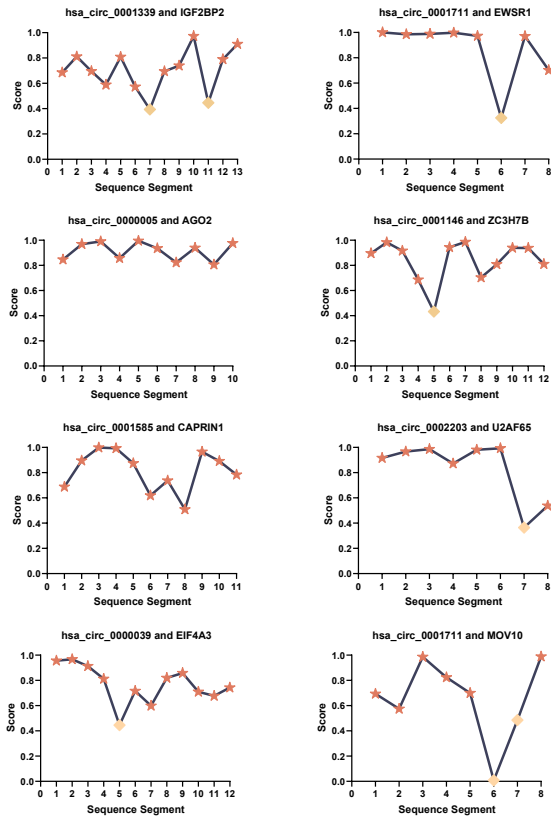 hsa_circ_0001339 and IGF2BP2
1.0
0.8
0.6
0.4
0.2
0.0
Score
0 1 2 3 4 5 6 7 8 9 10 11 12 13
Sequence Segment
hsa_circ_0001711 and EWSR1
1.0
0.8
0.6
0.4
0.2
0.0
Score
0 1 2 3 4 5 6 7 8
Sequence Segment
hsa_circ_0000005 and AGO2
1.0
0.8
0.6
0.4
0.2
0.0
Score
0 1 2 3 4 5 6 7 8 9 10
Sequence Segment
hsa_circ_0001146 and ZC3H7B
1.0
0.8
0.6
0.4
0.2
0.0
Score
0 1 2 3 4 5 6 7 8 9 10 11 12
Sequence Segment
hsa_circ_0001585 and CAPRIN1
1.0
0.8
0.6
0.4
0.2
0.0
Score
0 1 2 3 4 5 6 7 8 9 10 11
Sequence Segment
hsa_circ_0002203 and U2AF65
1.0
0.8
0.6
0.4
0.2
0.0
Score
0 1 2 3 4 5 6 7 8
Sequence Segment
hsa_circ_0000039 and EIF4A3
1.0
0.8
0.6
0.4
0.2
0.0
Score
0 1 2 3 4 5 6 7 8 9 10 11 12
Sequence Segment
hsa_circ_0001711 and MOV10
1.0
0.8
0.6
0.4
0.2
0.0
Score
0 1 2 3 4 5 6 7 8
Sequence Segment